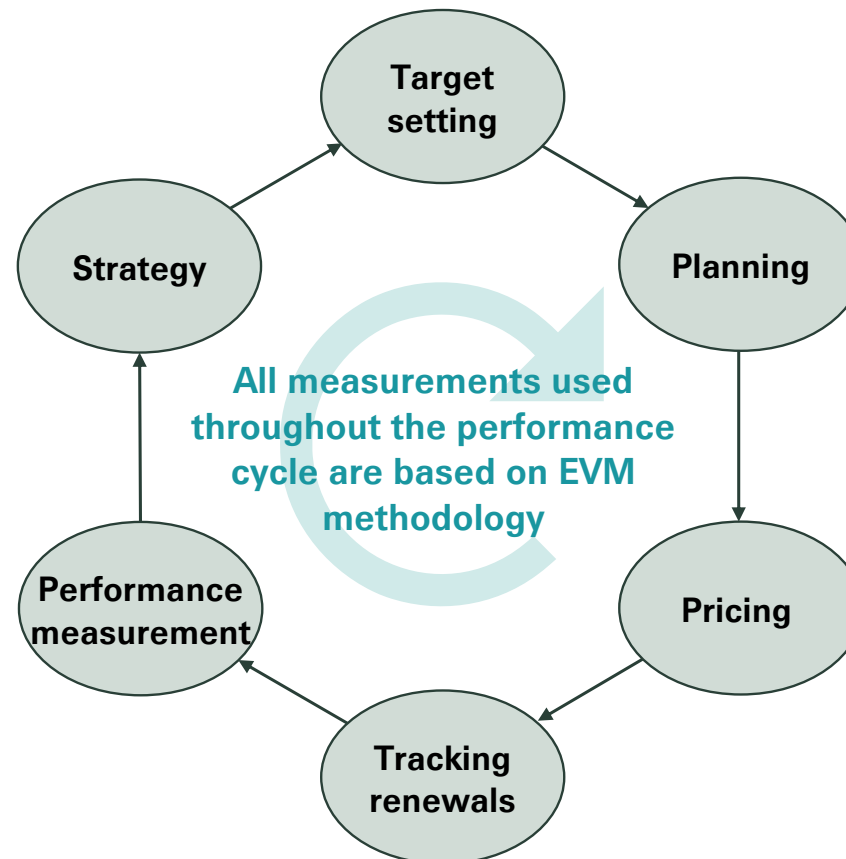 Target
setting
Strategy
Planning
All measurements used
throughout the performance
cycle are based on EVM
methodology
Performance
measurement
Pricing
Tracking
renewals